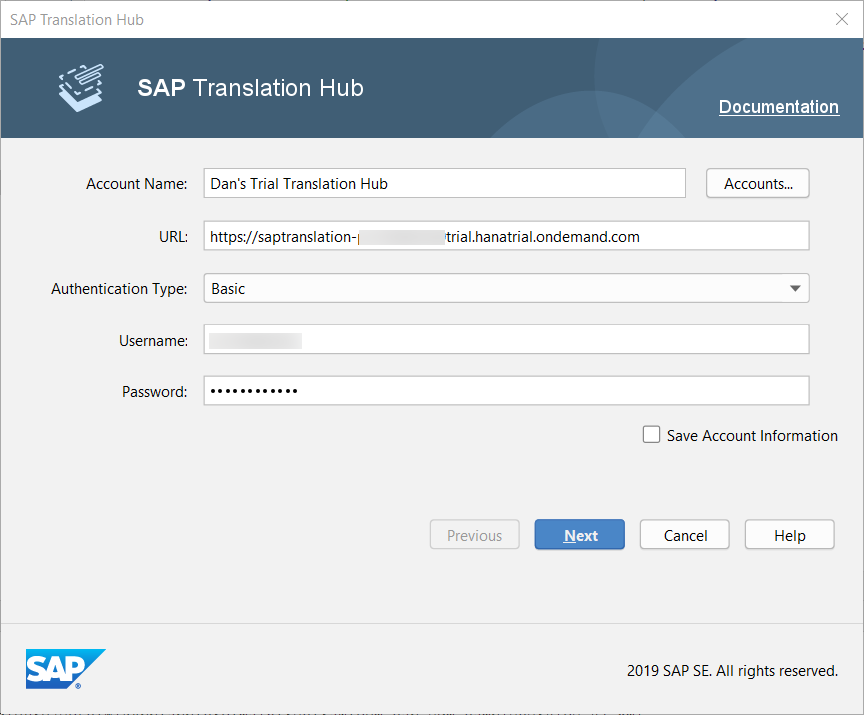 SAP Translation Hub
SAP Translation Hub
Documentation
Account Name: Dan's Trial Translation Hub Accounts...
URL: https://saptranslation- trial.hanatrial.ondemand.com
Authentication Type: Basic
Username:
Password: ••••••••••••
Save Account Information
Previous Next Cancel Help
SAP ® 2019 SAP SE. All rights reserved.